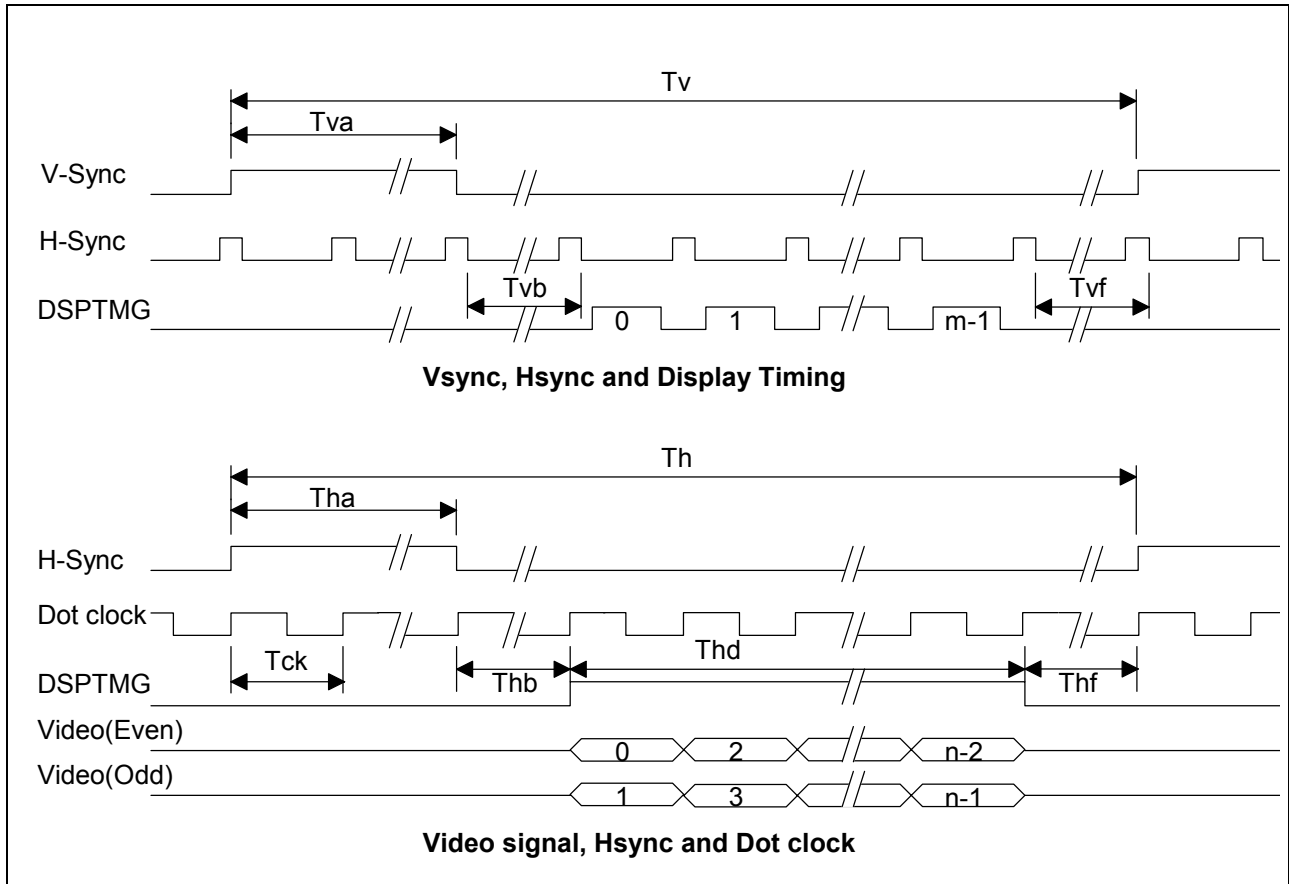 Tv
Tva
V-Sync
H-Sync
Tvb
Tvf
DSPTMG
0 1 m-1
Vsync, Hsync and Display Timing
Th
Tha
H-Sync
Dot clock
Tck
Thb
Thd
Thf
DSPTMG
Video(Even)
0 2 n-2
Video(Odd)
1 3 n-1
Video signal, Hsync and Dot clock